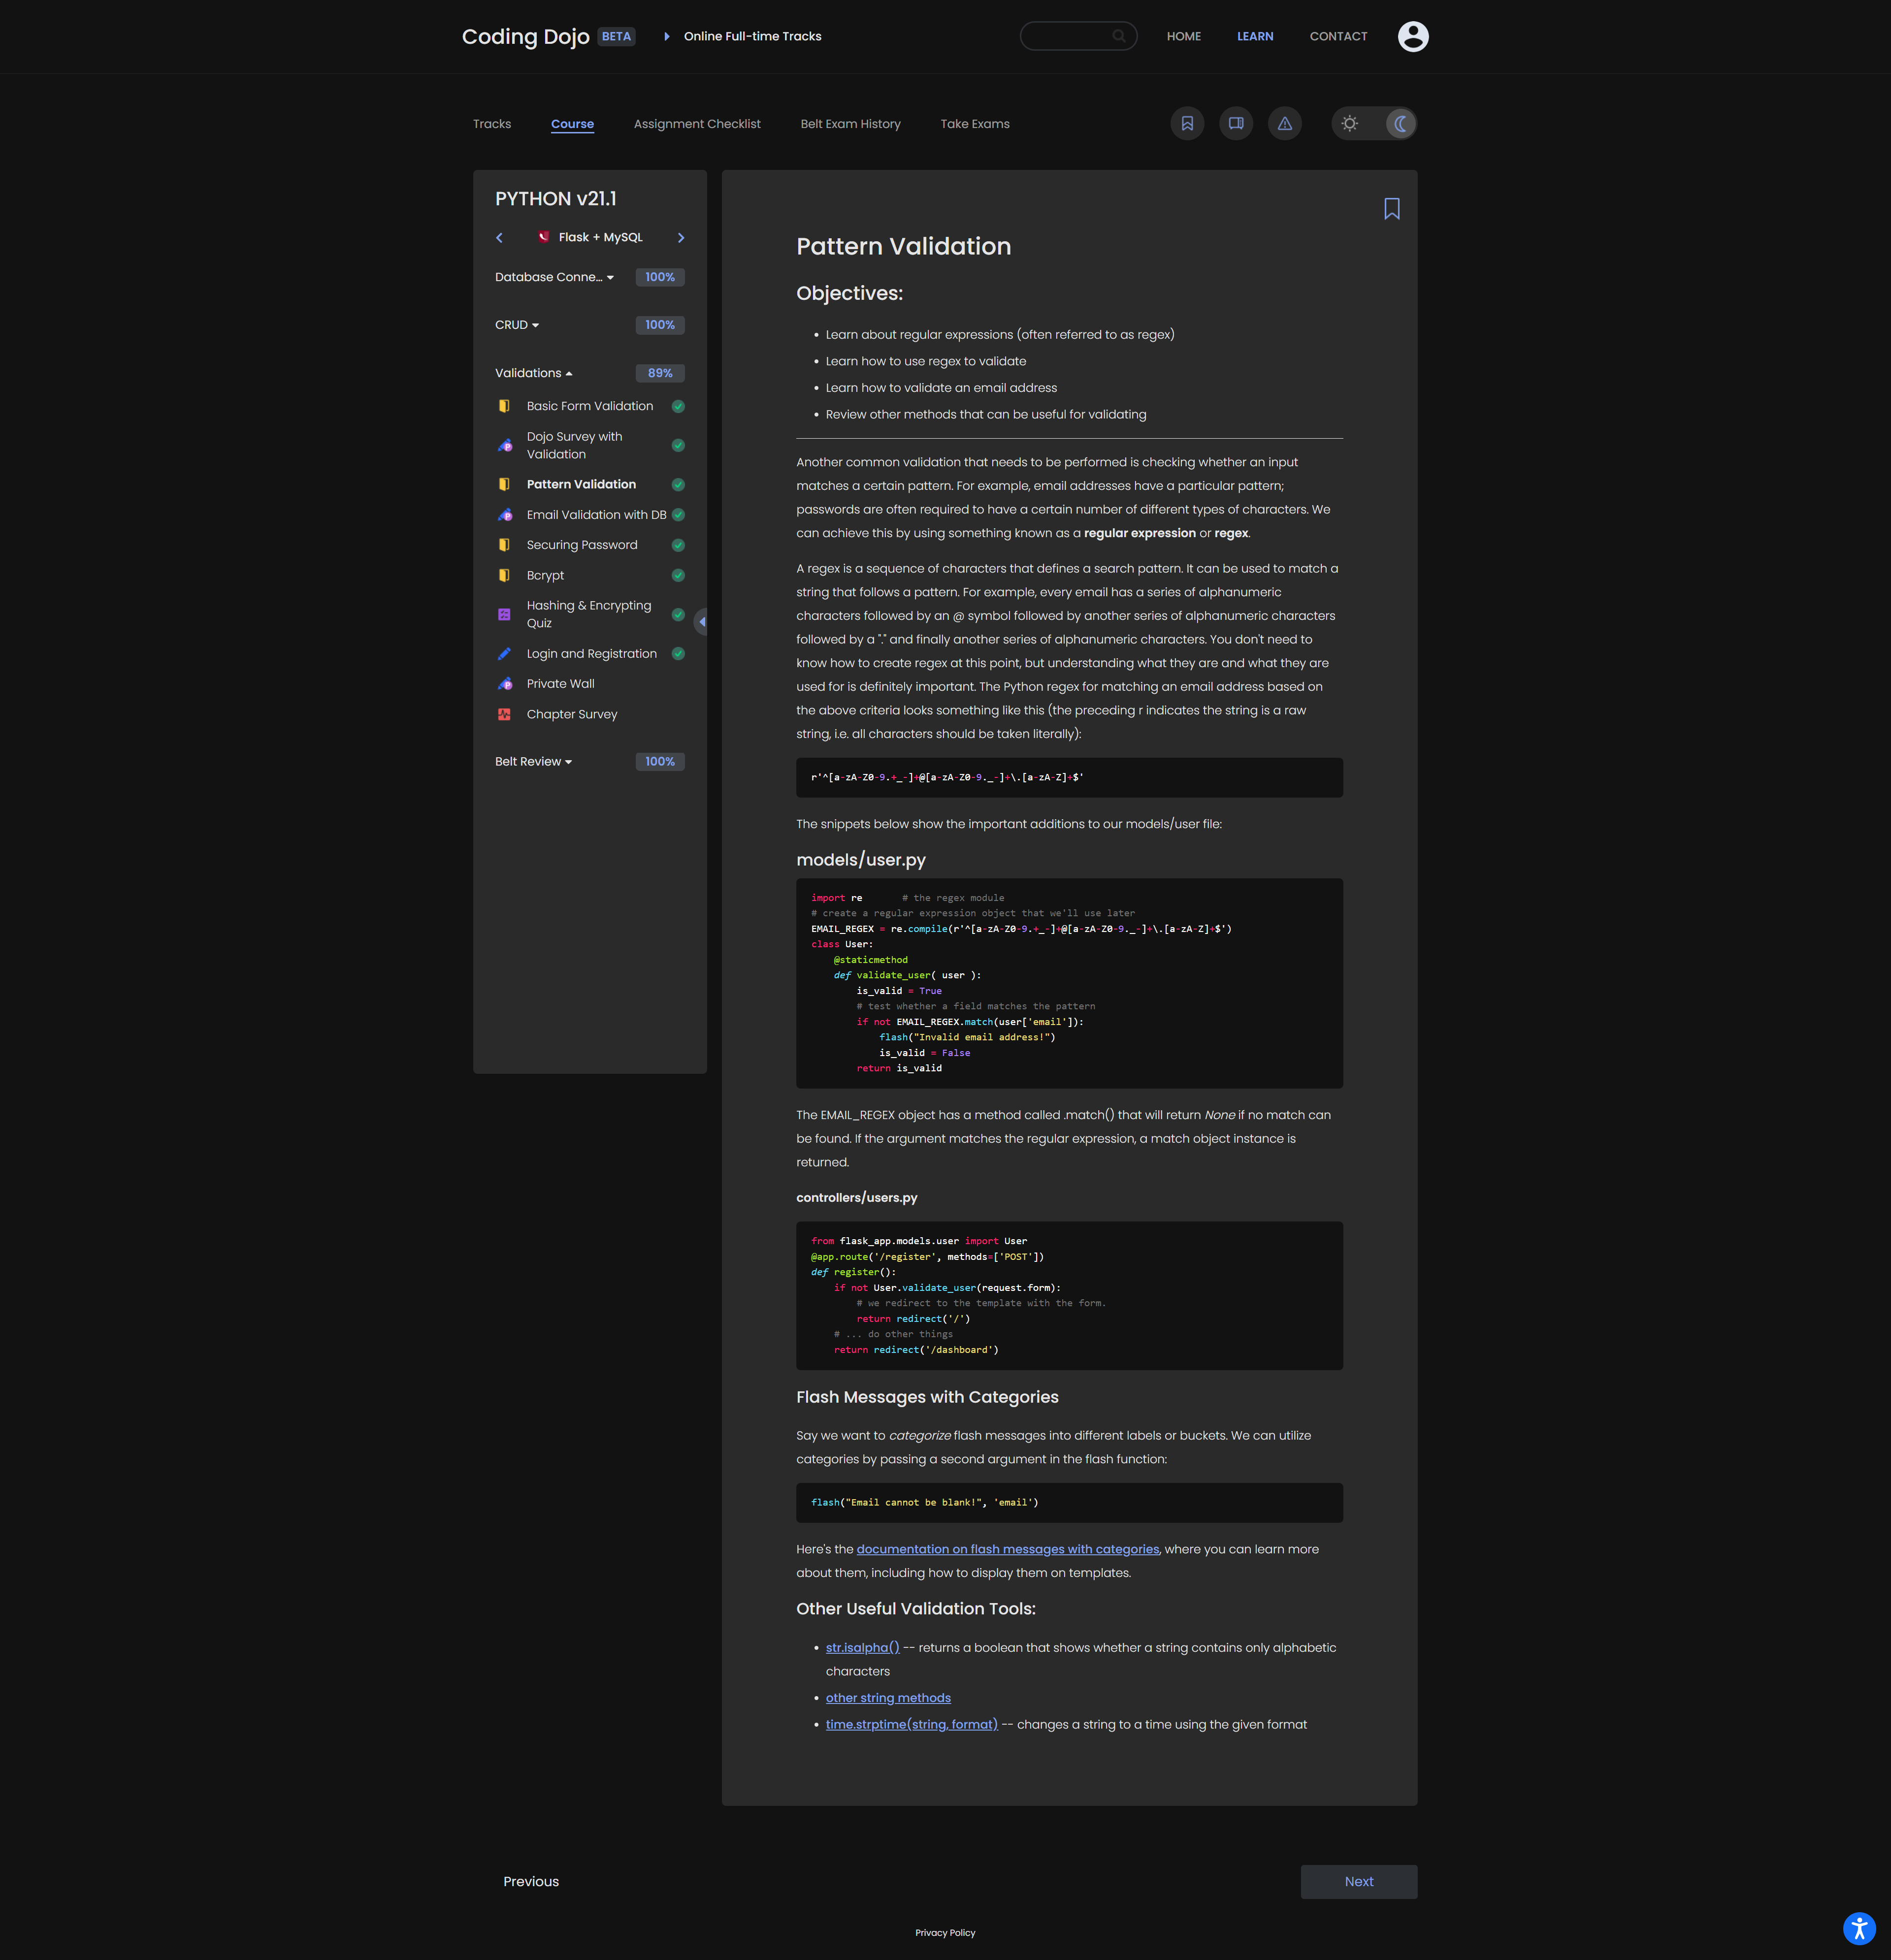 Coding Dojo BETA
Online Full-time Tracks
HOME
LEARN
CONTACT
Tracks
Course
Assignment Checklist
Belt Exam History
Take Exams
PYTHON v21.1
Flask + MySQL
Database Conne... 100%
CRUD 100%
Validations 89%
Basic Form Validation
Dojo Survey with
Validation
Pattern Validation
Email Validation with DB
Securing Password
Bcrypt
Hashing & Encrypting
Quiz
Login and Registration
Private Wall
Chapter Survey
Belt Review 100%
Pattern Validation
Objectives:
• Learn about regular expressions (often referred to as regex)
• Learn how to use regex to validate
• Learn how to validate an email address
• Review other methods that can be useful for validating
Another common validation that needs to be performed is checking whether an input
matches a certain pattern. For example, email addresses have a particular pattern;
passwords are often required to have a certain number of different types of characters. We
can achieve this by using something known as a regular expression or regex.
A regex is a sequence of characters that defines a search pattern. It can be used to match a
string that follows a pattern. For example, every email has a series of alphanumeric
characters followed by an @ symbol followed by another series of alphanumeric characters
followed by a "." and finally another series of alphanumeric characters. You don't need to
know how to create regex at this point, but understanding what they are and what they are
used for is definitely important. The Python regex for matching an email address based on
the above criteria looks something like this (the preceding r indicates the string is a raw
string, i.e. all characters should be taken literally):
r'^[a-zA-Z0-9.+_-]+@[a-zA-Z0-9._-]+\.[a-zA-Z]+$'
The snippets below show the important additions to our models/user file:
models/user.py
import re       # the regex module
# create a regular expression object that we'll use later
EMAIL_REGEX = re.compile(r'^[a-zA-Z0-9.+_-]+@[a-zA-Z0-9._-]+\.[a-zA-Z]+$')
class User:
    @staticmethod
    def validate_user( user ):
        is_valid = True
        # test whether a field matches the pattern
        if not EMAIL_REGEX.match(user['email']):
            flash("Invalid email address!")
            is_valid = False
        return is_valid
The EMAIL_REGEX object has a method called .match() that will return None if no match can
be found. If the argument matches the regular expression, a match object instance is
returned.
controllers/users.py
from flask_app.models.user import User
@app.route('/register', methods=['POST'])
def register():
    if not User.validate_user(request.form):
        # we redirect to the template with the form.
        return redirect('/')
    # ... do other things
    return redirect('/dashboard')
Flash Messages with Categories
Say we want to categorize flash messages into different labels or buckets. We can utilize
categories by passing a second argument in the flash function:
flash("Email cannot be blank!", 'email')
Here's the documentation on flash messages with categories, where you can learn more
about them, including how to display them on templates.
Other Useful Validation Tools:
• str.isalpha() -- returns a boolean that shows whether a string contains only alphabetic
characters
• other string methods
• time.strptime(string, format) -- changes a string to a time using the given format
Previous
Next
Privacy Policy